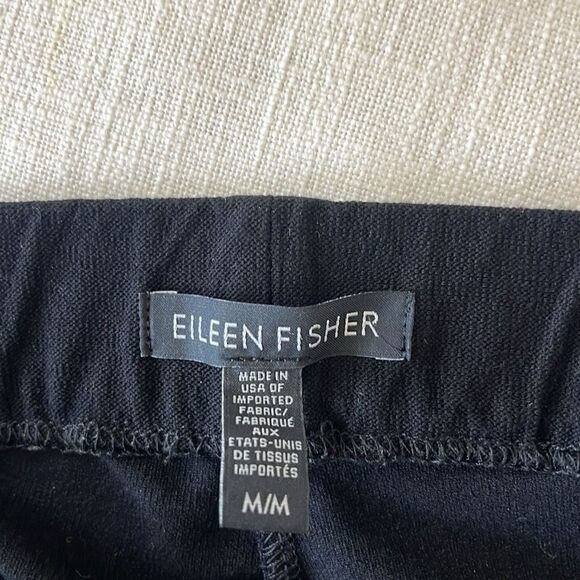 EILEEN FISHER
MADE IN
USA OF
IMPORTED
FABRIC/
FABRIQUÉ
AUX
ETATS-UNIS
DE TISSUS
IMPORTÉS
M/M